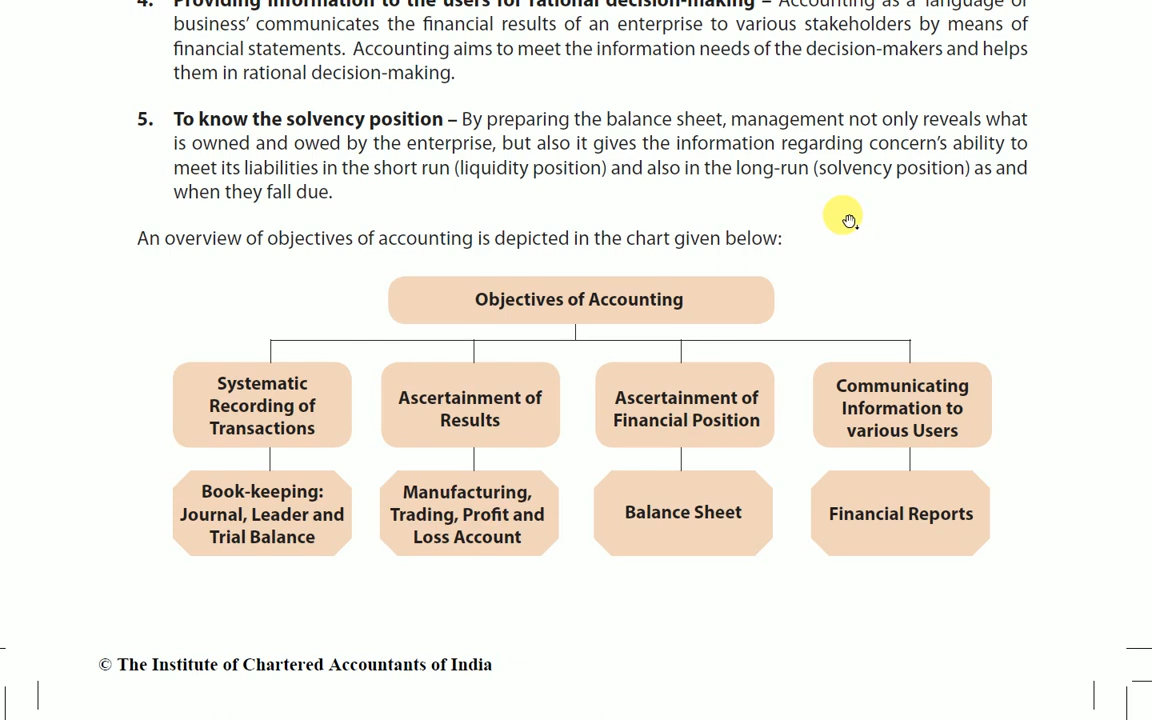 4. Providing information to the users for rational decision-making – Accounting as a 'language of
business' communicates the financial results of an enterprise to various stakeholders by means of
financial statements. Accounting aims to meet the information needs of the decision-makers and helps
them in rational decision-making.
5. To know the solvency position – By preparing the balance sheet, management not only reveals what
is owned and owed by the enterprise, but also it gives the information regarding concern's ability to
meet its liabilities in the short run (liquidity position) and also in the long-run (solvency position) as and
when they fall due.
An overview of objectives of accounting is depicted in the chart given below:
Objectives of Accounting
Systematic
Recording of
Transactions
Ascertainment of
Results
Ascertainment of
Financial Position
Communicating
Information to
various Users
Book-keeping:
Journal, Leader and
Trial Balance
Manufacturing,
Trading, Profit and
Loss Account
Balance Sheet
Financial Reports
© The Institute of Chartered Accountants of India